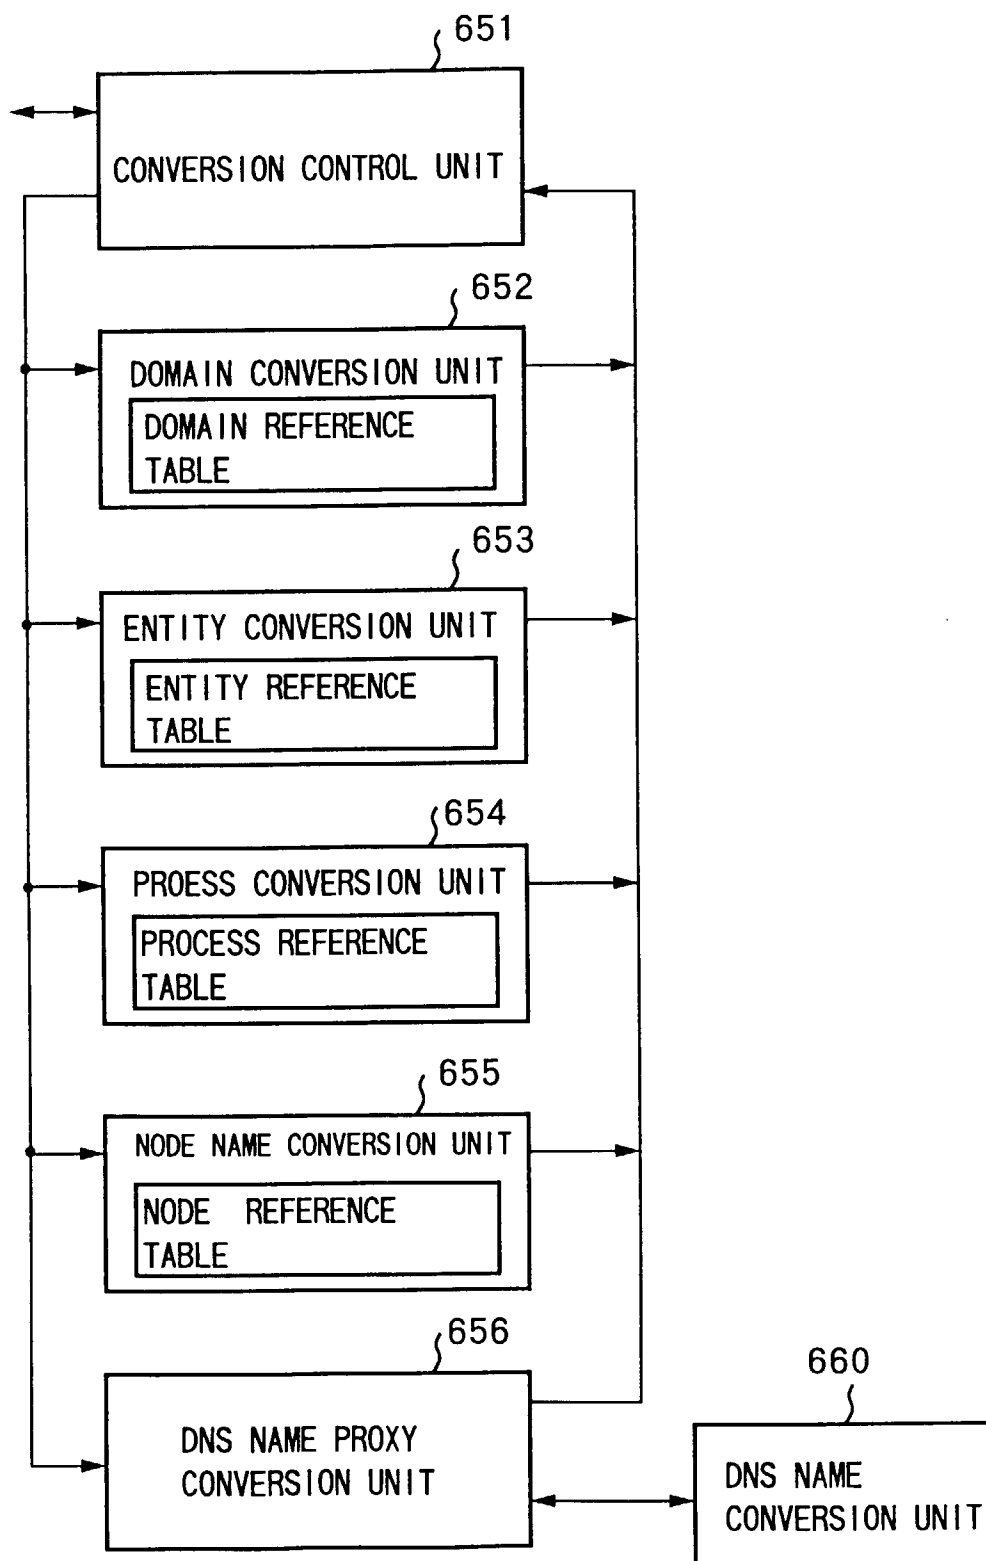 651
CONVERSION CONTROL UNIT
652
DOMAIN CONVERSION UNIT
DOMAIN REFERENCE
TABLE
653
ENTITY CONVERSION UNIT
ENTITY REFERENCE
TABLE
654
PROESS CONVERSION UNIT
PROCESS REFERENCE
TABLE
655
NODE NAME CONVERSION UNIT
NODE REFERENCE
TABLE
656
DNS NAME PROXY
CONVERSION UNIT
660
DNS NAME
CONVERSION UNIT